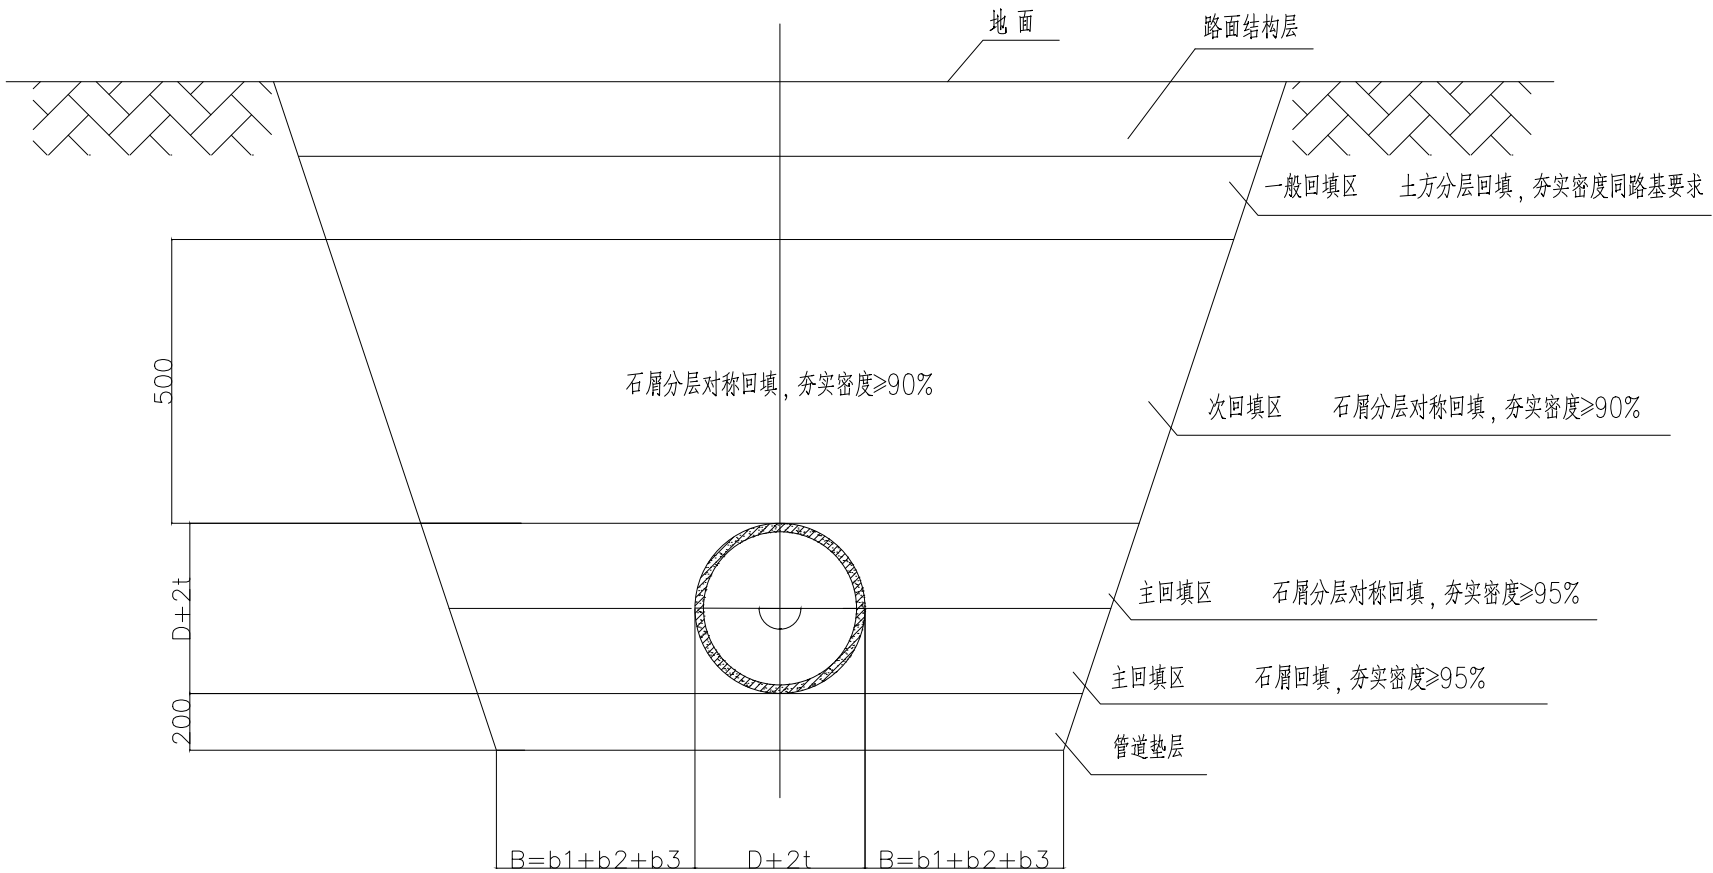 地面
路面结构层
一般回填区 土方分层回填,夯实密度同路基要求
500
石屑分层对称回填,夯实密度≥90%
次回填区 石屑分层对称回填,夯实密度≥90%
D+2t
主回填区 石屑分层对称回填,夯实密度≥95%
主回填区 石屑回填,夯实密度≥95%
200
管道垫层
B=b1+b2+b3 D+2t B=b1+b2+b3